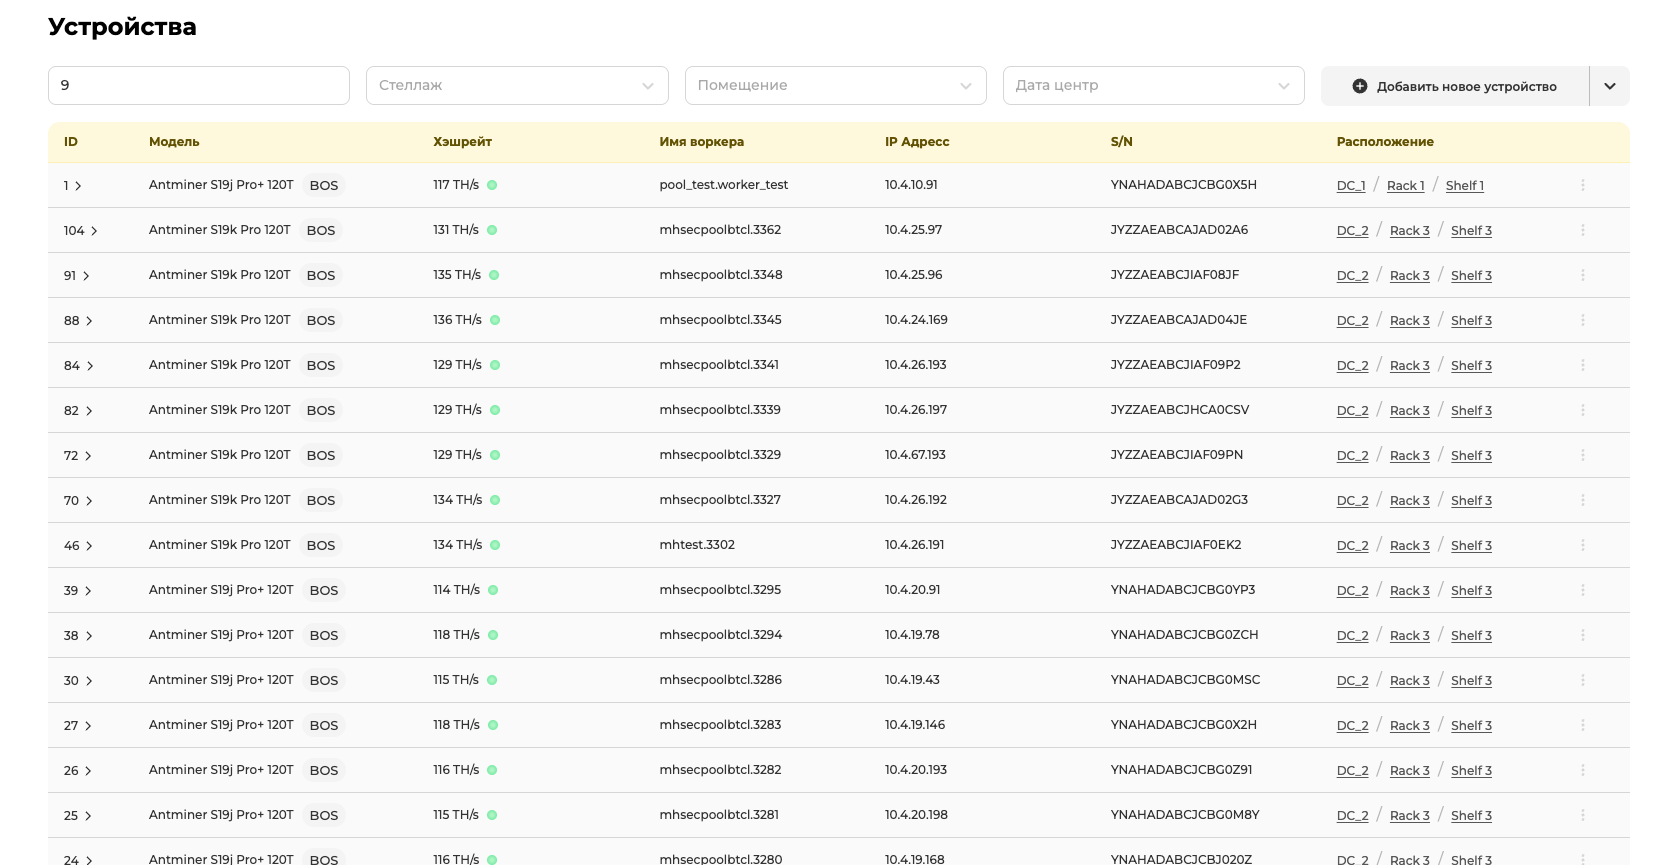 Устройства
9 Стеллаж Помещение Дата центр Добавить новое устройство
ID Модель Хэшрейт Имя воркера IP Адресс S/N Расположение
1 Antminer S19j Pro+ 120T BOS 117 TH/s pool_test.worker_test 10.4.10.91 YNAHADABCJCBG0X5H DC_1 / Rack 1 / Shelf 1
104 Antminer S19k Pro 120T BOS 131 TH/s mhsecpoolbtcl.3362 10.4.25.97 JYZZAEABCAJAD02A6 DC_2 / Rack 3 / Shelf 3
91 Antminer S19k Pro 120T BOS 135 TH/s mhsecpoolbtcl.3348 10.4.25.96 JYZZAEABCJIAF08JF DC_2 / Rack 3 / Shelf 3
88 Antminer S19k Pro 120T BOS 136 TH/s mhsecpoolbtcl.3345 10.4.24.169 JYZZAEABCAJAD04JE DC_2 / Rack 3 / Shelf 3
84 Antminer S19k Pro 120T BOS 129 TH/s mhsecpoolbtcl.3341 10.4.26.193 JYZZAEABCJIAF09P2 DC_2 / Rack 3 / Shelf 3
82 Antminer S19k Pro 120T BOS 129 TH/s mhsecpoolbtcl.3339 10.4.26.197 JYZZAEABCJHCA0CSV DC_2 / Rack 3 / Shelf 3
72 Antminer S19k Pro 120T BOS 129 TH/s mhsecpoolbtcl.3329 10.4.67.193 JYZZAEABCJIAF09PN DC_2 / Rack 3 / Shelf 3
70 Antminer S19k Pro 120T BOS 134 TH/s mhsecpoolbtcl.3327 10.4.26.192 JYZZAEABCAJAD02G3 DC_2 / Rack 3 / Shelf 3
46 Antminer S19k Pro 120T BOS 134 TH/s mhtest.3302 10.4.26.191 JYZZAEABCJIAF0EK2 DC_2 / Rack 3 / Shelf 3
39 Antminer S19j Pro+ 120T BOS 114 TH/s mhsecpoolbtcl.3295 10.4.20.91 YNAHADABCJCBG0YP3 DC_2 / Rack 3 / Shelf 3
38 Antminer S19j Pro+ 120T BOS 118 TH/s mhsecpoolbtcl.3294 10.4.19.78 YNAHADABCJCBG0ZCH DC_2 / Rack 3 / Shelf 3
30 Antminer S19j Pro+ 120T BOS 115 TH/s mhsecpoolbtcl.3286 10.4.19.43 YNAHADABCJCBG0MSC DC_2 / Rack 3 / Shelf 3
27 Antminer S19j Pro+ 120T BOS 118 TH/s mhsecpoolbtcl.3283 10.4.19.146 YNAHADABCJCBG0X2H DC_2 / Rack 3 / Shelf 3
26 Antminer S19j Pro+ 120T BOS 116 TH/s mhsecpoolbtcl.3282 10.4.20.193 YNAHADABCJCBG0Z91 DC_2 / Rack 3 / Shelf 3
25 Antminer S19j Pro+ 120T BOS 115 TH/s mhsecpoolbtcl.3281 10.4.20.198 YNAHADABCJCBG0M8Y DC_2 / Rack 3 / Shelf 3
24 Antminer S19j Pro+ 120T BOS 116 TH/s mhsecpoolbtcl.3280 10.4.19.168 YNAHADABCJCBJ020Z DC_2 / Rack 3 / Shelf 3